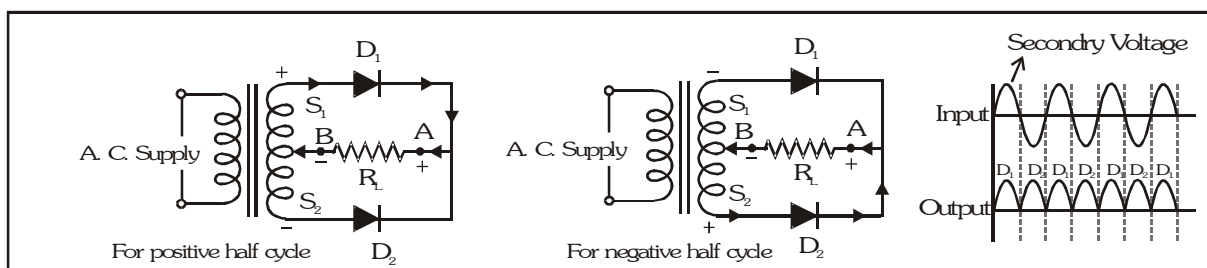 D1
+
S1
B
A
A. C. Supply
−
+
RL
S2
−
D2
For positive half cycle
D1
−
S1
B
A
A. C. Supply
−
+
RL
S2
+
D2
For negative half cycle
Secondry Voltage
Input
D1 D2 D1 D2 D1 D2 D1
Output